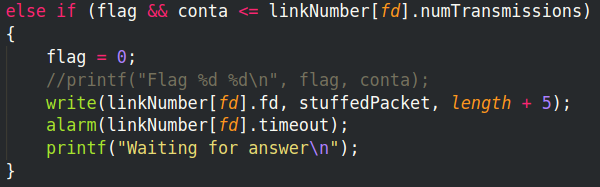 else if (flag && conta <= linkNumber[fd].numTransmissions)
{
    flag = 0;
    //printf("Flag %d %d\n", flag, conta);
    write(linkNumber[fd].fd, stuffedPacket, length + 5);
    alarm(linkNumber[fd].timeout);
    printf("Waiting for answer\n");
}